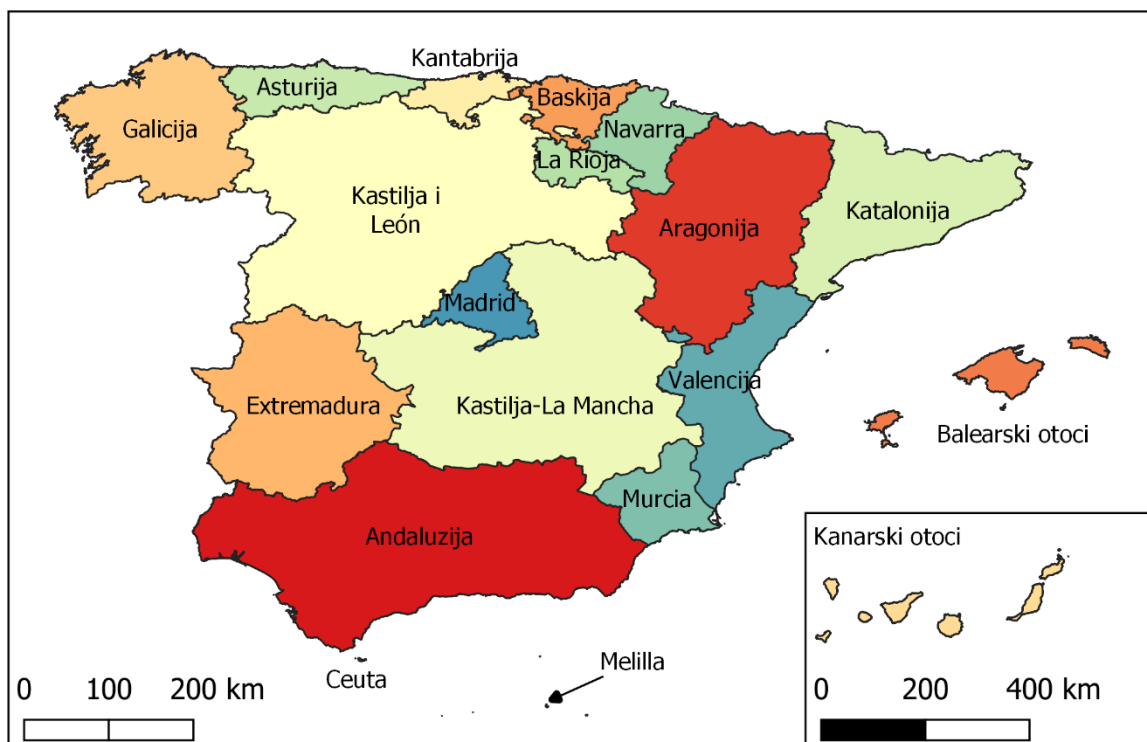 Kantabrija
Asturija
Baskija
Galicija
Navarra
La Rioja
Kastilja i
León
Aragonija
Katalonija
Madrid
Valencija
Extremadura
Kastilja-La Mancha
Balearski otoci
Murcia
Andaluzija
Kanarski otoci
Ceuta
Melilla
0 100 200 km
0 200 400 km